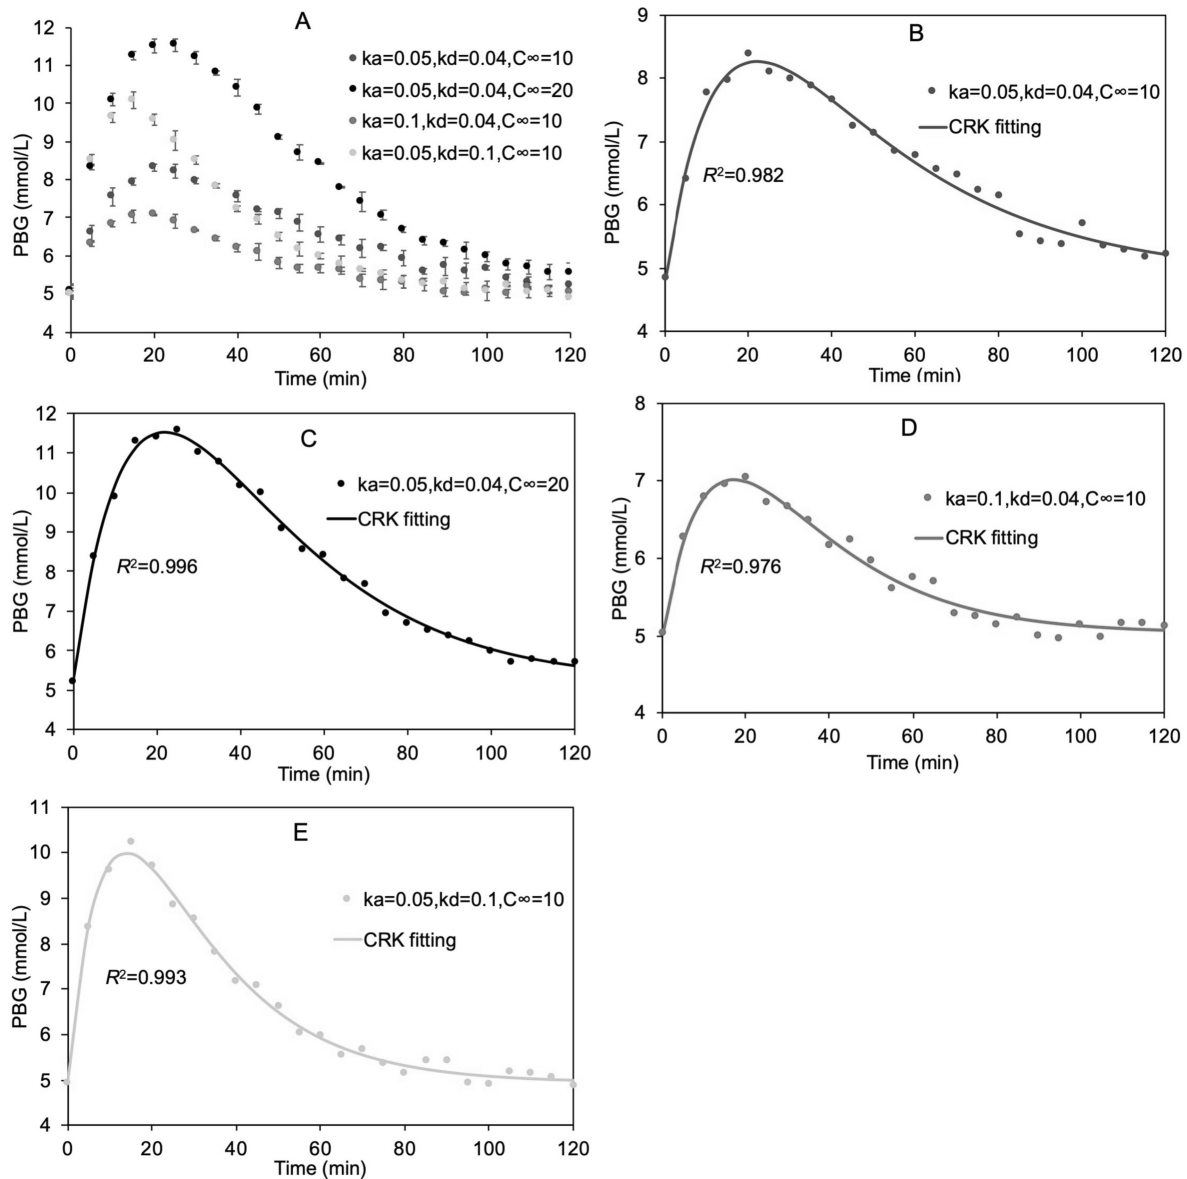 A
12
11
10
9
8
7
6
5
4
PBG (mmol/L)
ka=0.05,kd=0.04,C∞=10
ka=0.05,kd=0.04,C∞=20
ka=0.1,kd=0.04,C∞=10
ka=0.05,kd=0.1,C∞=10
0 20 40 60 80 100 120
Time (min)
B
9
8
7
6
5
4
PBG (mmol/L)
ka=0.05,kd=0.04,C∞=10
CRK fitting
R²=0.982
0 20 40 60 80 100 120
Time (min)
C
12
11
10
9
8
7
6
5
4
PBG (mmol/L)
ka=0.05,kd=0.04,C∞=20
CRK fitting
R²=0.996
0 20 40 60 80 100 120
Time (min)
D
8
7
6
5
4
PBG (mmol/L)
ka=0.1,kd=0.04,C∞=10
CRK fitting
R²=0.976
0 20 40 60 80 100 120
Time (min)
E
11
10
9
8
7
6
5
4
PBG (mmol/L)
ka=0.05,kd=0.1,C∞=10
CRK fitting
R²=0.993
0 20 40 60 80 100 120
Time (min)